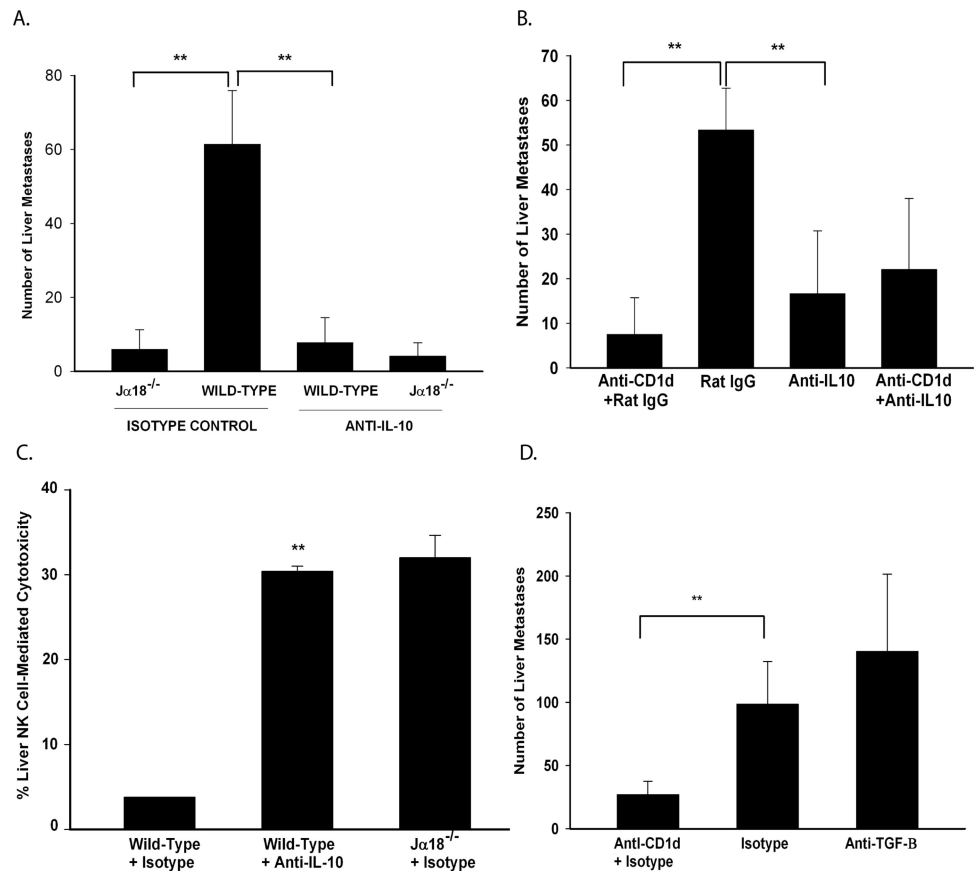 A.
**
**
80
60
40
20
0
Number of Liver Metastases
Jα18-/-
WILD-TYPE
WILD-TYPE
Jα18-/-
ISOTYPE CONTROL
ANTI-IL-10
B.
**
**
70
60
50
40
30
20
10
0
Number of Liver Metastases
Anti-CD1d
+Rat IgG
Rat IgG
Anti-IL10
Anti-CD1d
+Anti-IL10
C.
40
30
20
10
0
% Liver NK Cell-Mediated Cytotoxicity
**
Wild-Type
+ Isotype
Wild-Type
+ Anti-IL-10
Jα18-/-
+ Isotype
D.
**
250
200
150
100
50
0
Number of Liver Metastases
Anti-CD1d
+ Isotype
Isotype
Anti-TGF-B